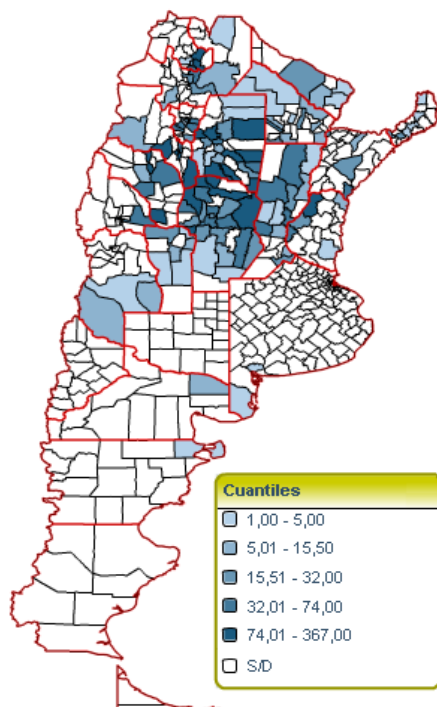 Cuantiles
1,00 - 5,00
5,01 - 15,50
15,51 - 32,00
32,01 - 74,00
74,01 - 367,00
S/D